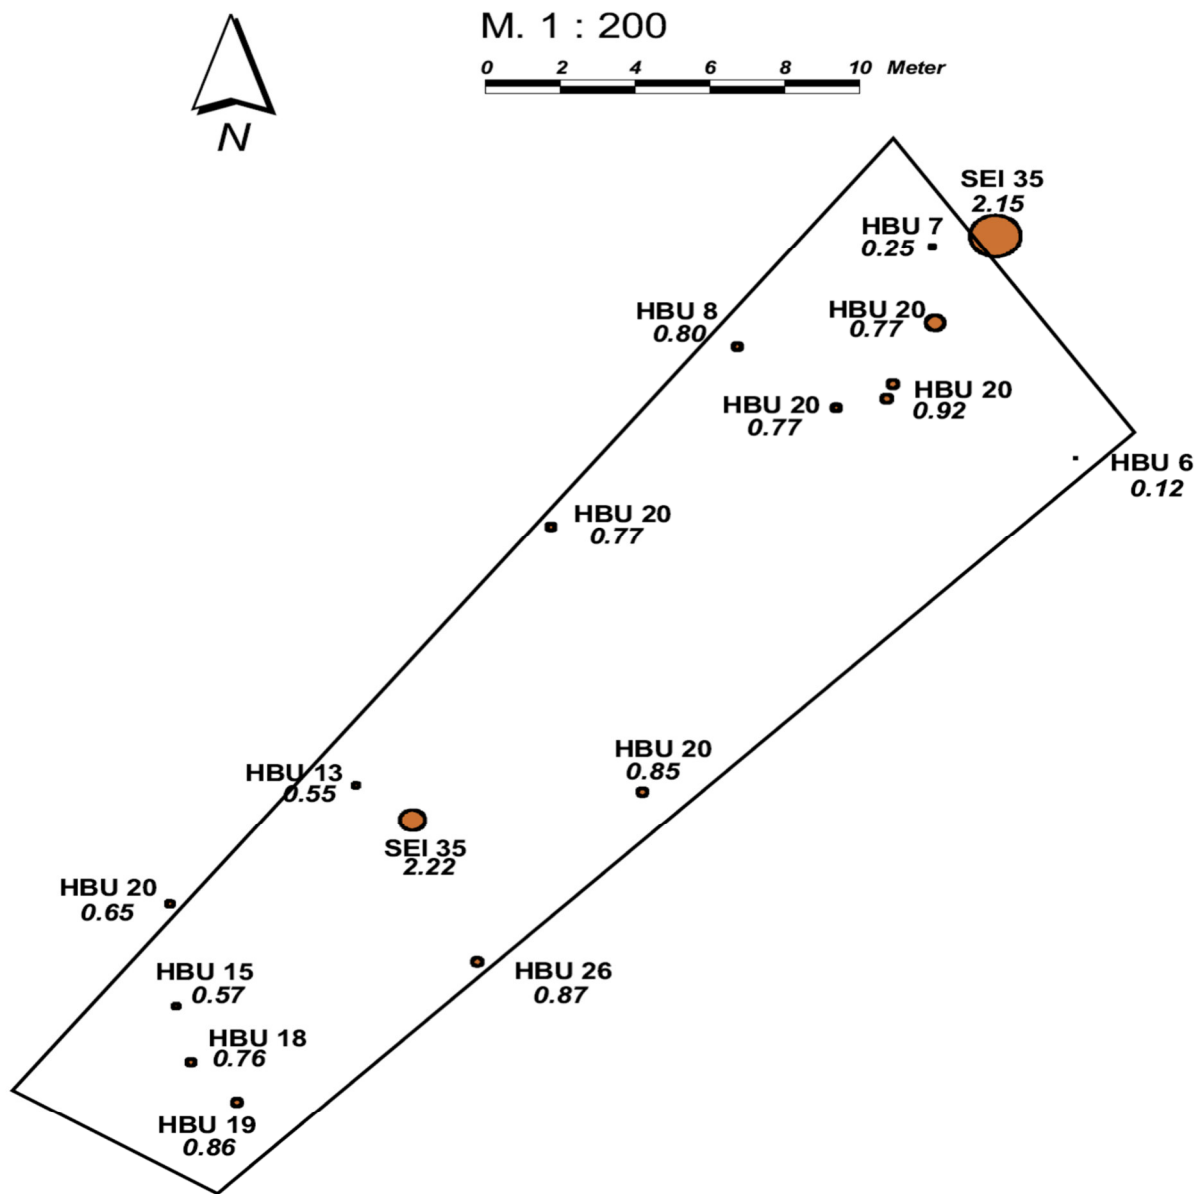 M. 1 : 200
0 2 4 6 8 10 Meter
N
SEI 35
2.15
HBU 7
0.25
HBU 8
0.80
HBU 20
0.77
HBU 20
0.92
HBU 20
0.77
HBU 6
0.12
HBU 20
0.77
HBU 20
0.85
HBU 13
0.55
SEI 35
2.22
HBU 20
0.65
HBU 15
0.57
HBU 26
0.87
HBU 18
0.76
HBU 19
0.86